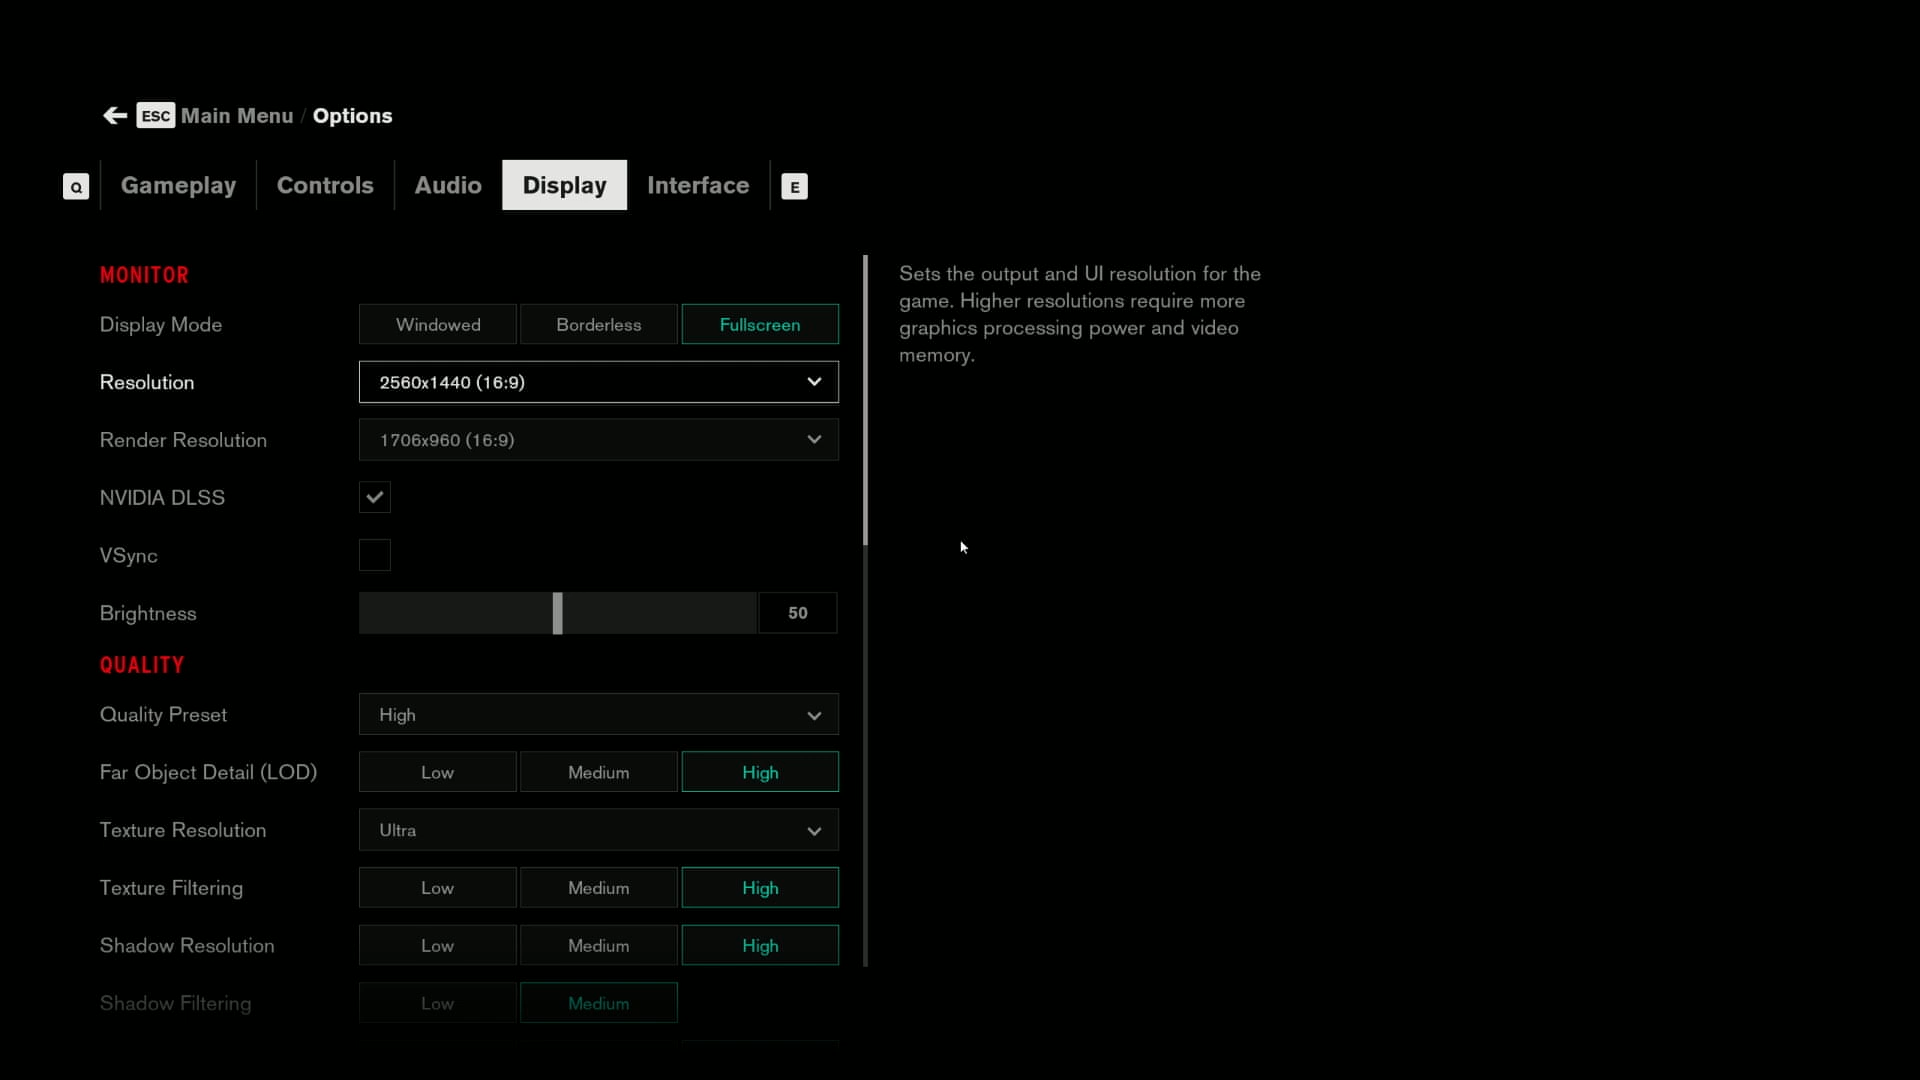 ESC Main Menu / Options
Q Gameplay Controls Audio Display Interface E
MONITOR
Display Mode Windowed Borderless Fullscreen
Resolution 2560x1440 (16:9)
Render Resolution 1706x960 (16:9)
NVIDIA DLSS
VSync
Brightness 50
QUALITY
Quality Preset High
Far Object Detail (LOD) Low Medium High
Texture Resolution Ultra
Texture Filtering Low Medium High
Shadow Resolution Low Medium High
Shadow Filtering Low Medium
Sets the output and UI resolution for the
game. Higher resolutions require more
graphics processing power and video
memory.